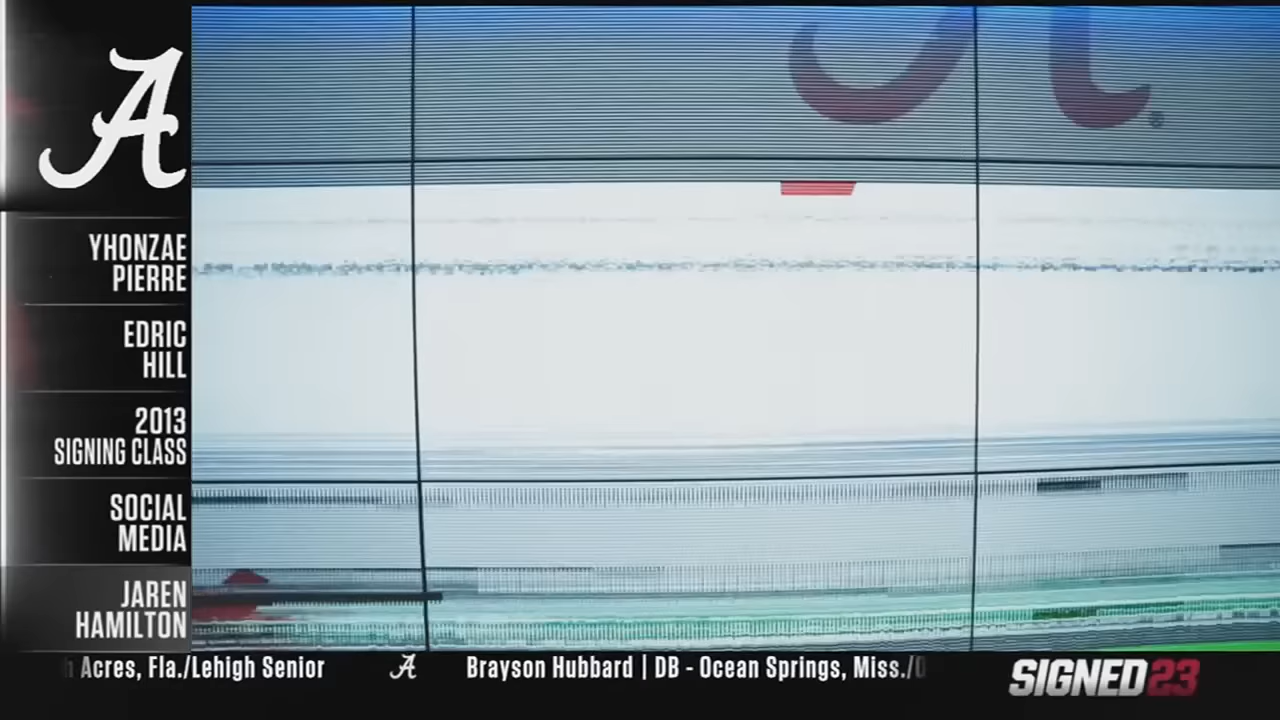 YHONZAE
PIERRE
EDRIC
HILL
2013
SIGNING CLASS
SOCIAL
MEDIA
JAREN
HAMILTON
Acres, Fla./Lehigh Senior
Brayson Hubbard | DB - Ocean Springs, Miss./
SIGNED23